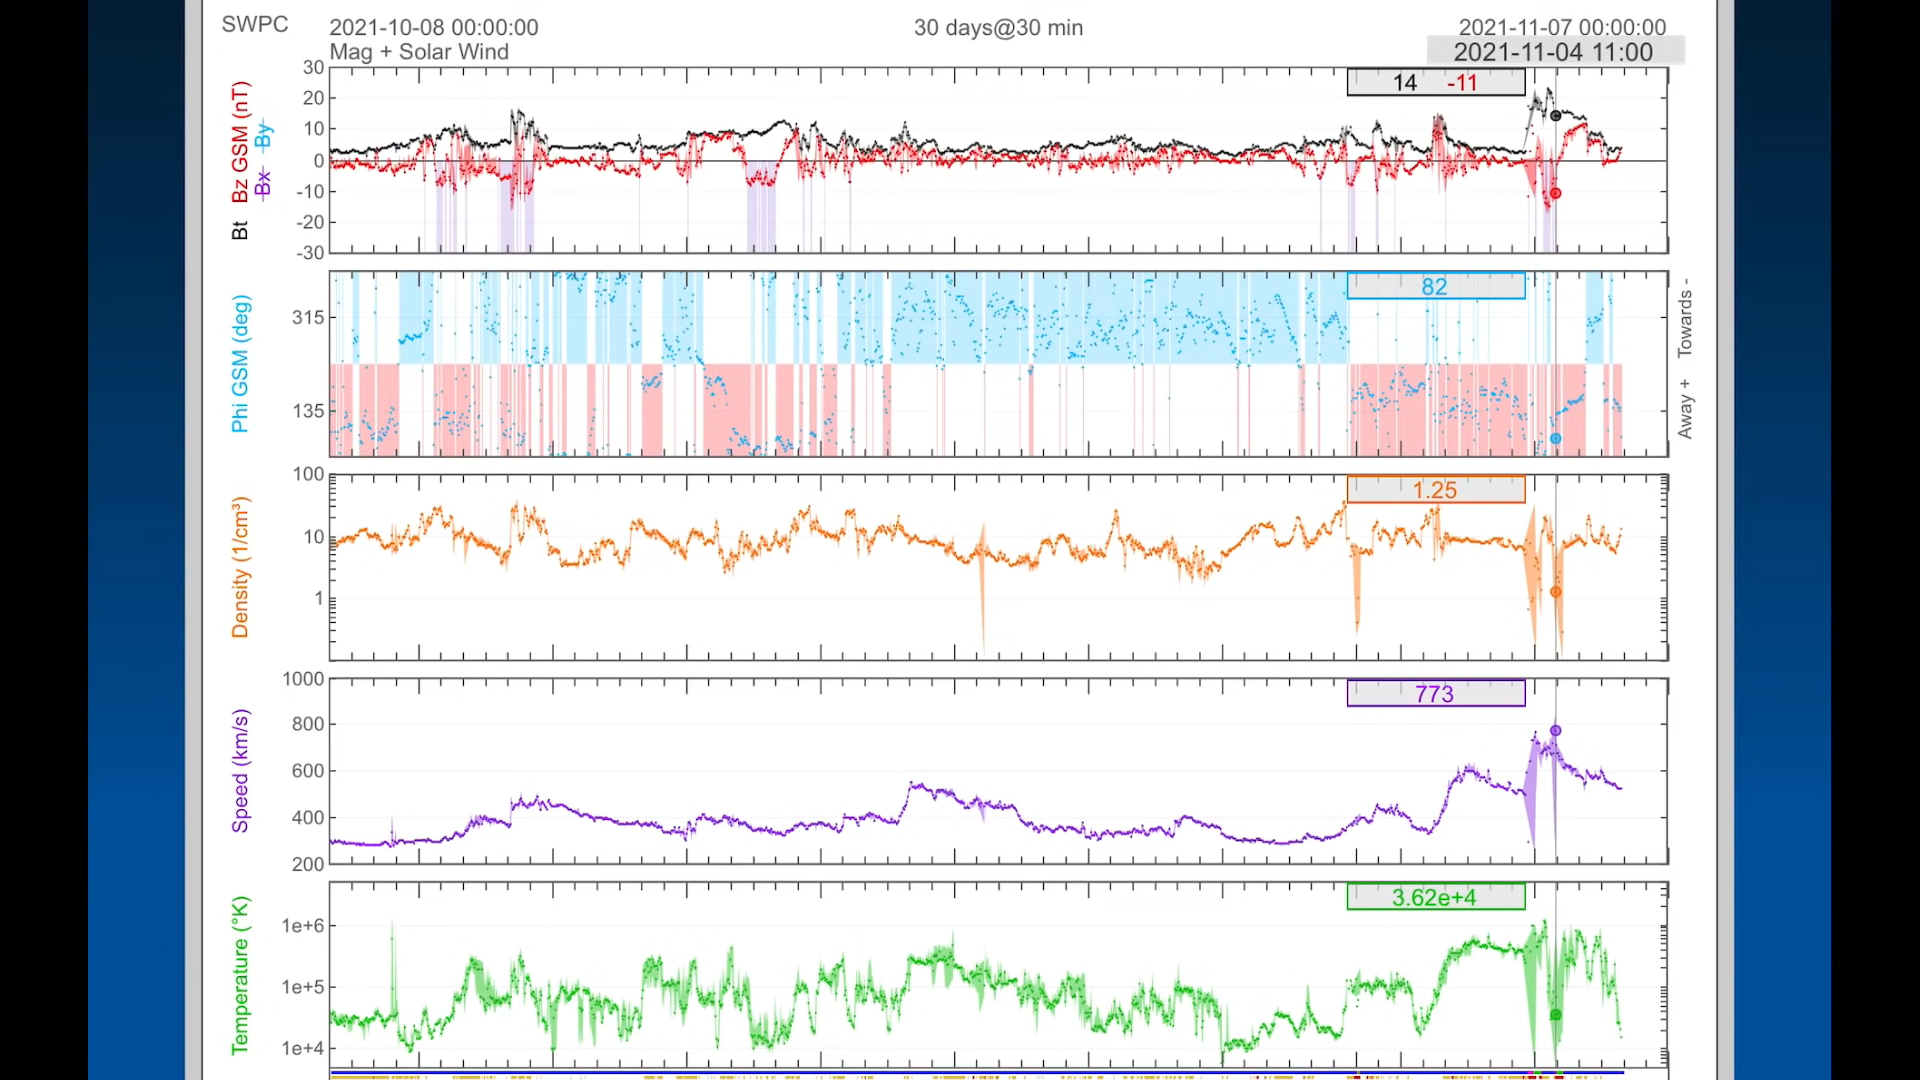 SWPC
2021-10-08 00:00:00
30 days@30 min
2021-11-07 00:00:00
Mag + Solar Wind
2021-11-04 11:00
Bt Bz GSM (nT)
Bx By
30
20
10
0
-10
-20
-30
14 -11
Phi GSM (deg)
315
135
82
Away + Towards -
Density (1/cm³)
100
10
1
1.25
Speed (km/s)
1000
800
600
400
200
773
Temperature (°K)
1e+6
1e+5
1e+4
3.62e+4